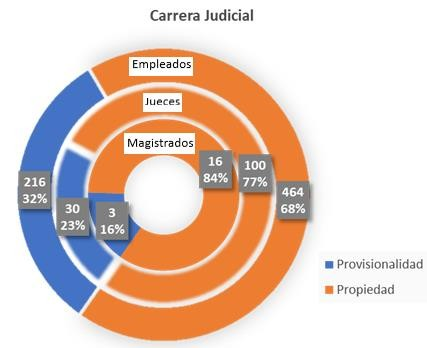 Carrera Judicial
Empleados
Jueces
Magistrados
16
84%
100
77%
464
68%
216
32%
30
23%
3
16%
Provisionalidad
Propiedad